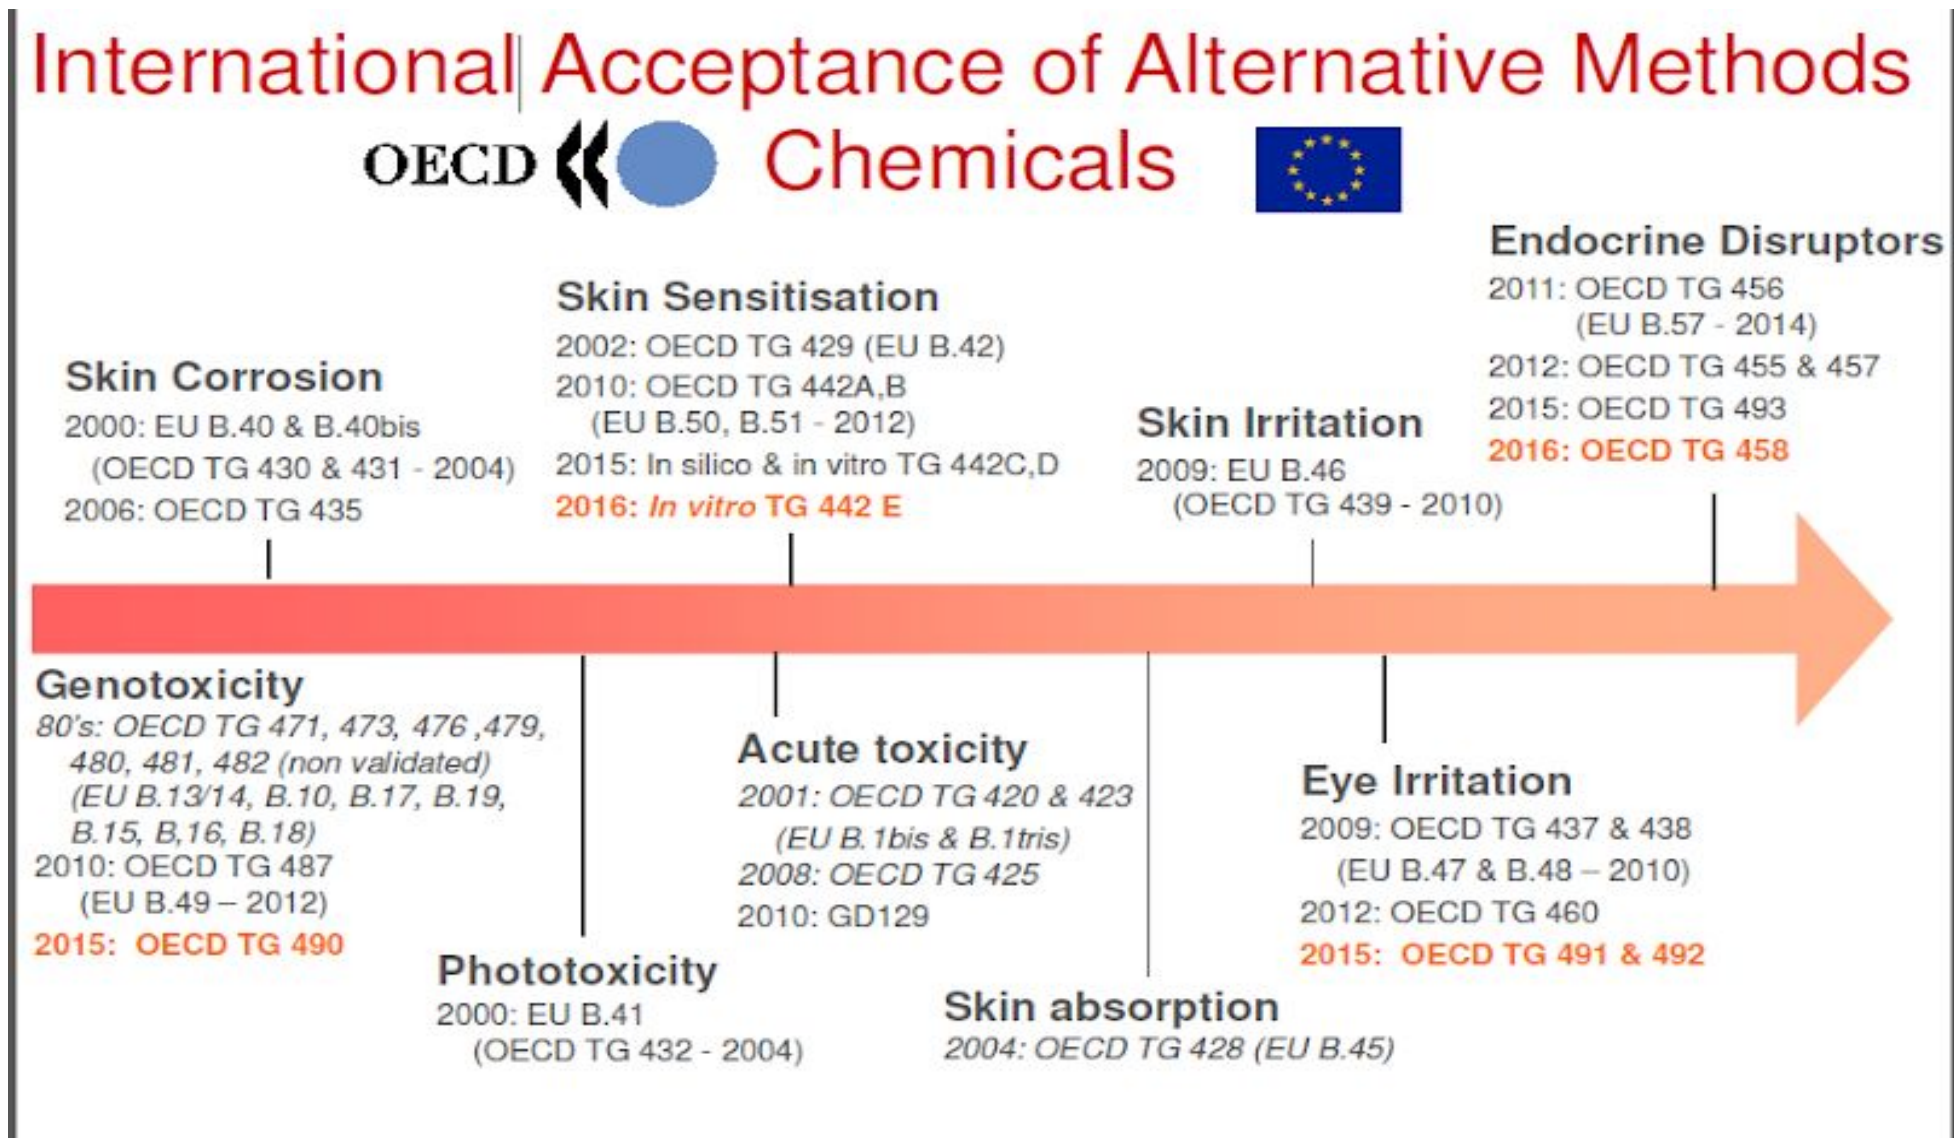 International Acceptance of Alternative Methods
OECD Chemicals
Skin Corrosion
2000: EU B.40 & B.40bis
(OECD TG 430 & 431 - 2004)
2006: OECD TG 435
Skin Sensitisation
2002: OECD TG 429 (EU B.42)
2010: OECD TG 442A,B
(EU B.50, B.51 - 2012)
2015: In silico & in vitro TG 442C,D
2016: In vitro TG 442 E
Skin Irritation
2009: EU B.46
(OECD TG 439 - 2010)
Endocrine Disruptors
2011: OECD TG 456
(EU B.57 - 2014)
2012: OECD TG 455 & 457
2015: OECD TG 493
2016: OECD TG 458
Genotoxicity
80's: OECD TG 471, 473, 476 ,479,
480, 481, 482 (non validated)
(EU B.13/14, B.10, B.17, B.19,
B.15, B,16, B.18)
2010: OECD TG 487
(EU B.49 – 2012)
2015: OECD TG 490
Phototoxicity
2000: EU B.41
(OECD TG 432 - 2004)
Acute toxicity
2001: OECD TG 420 & 423
(EU B.1bis & B.1tris)
2008: OECD TG 425
2010: GD129
Skin absorption
2004: OECD TG 428 (EU B.45)
Eye Irritation
2009: OECD TG 437 & 438
(EU B.47 & B.48 – 2010)
2012: OECD TG 460
2015: OECD TG 491 & 492